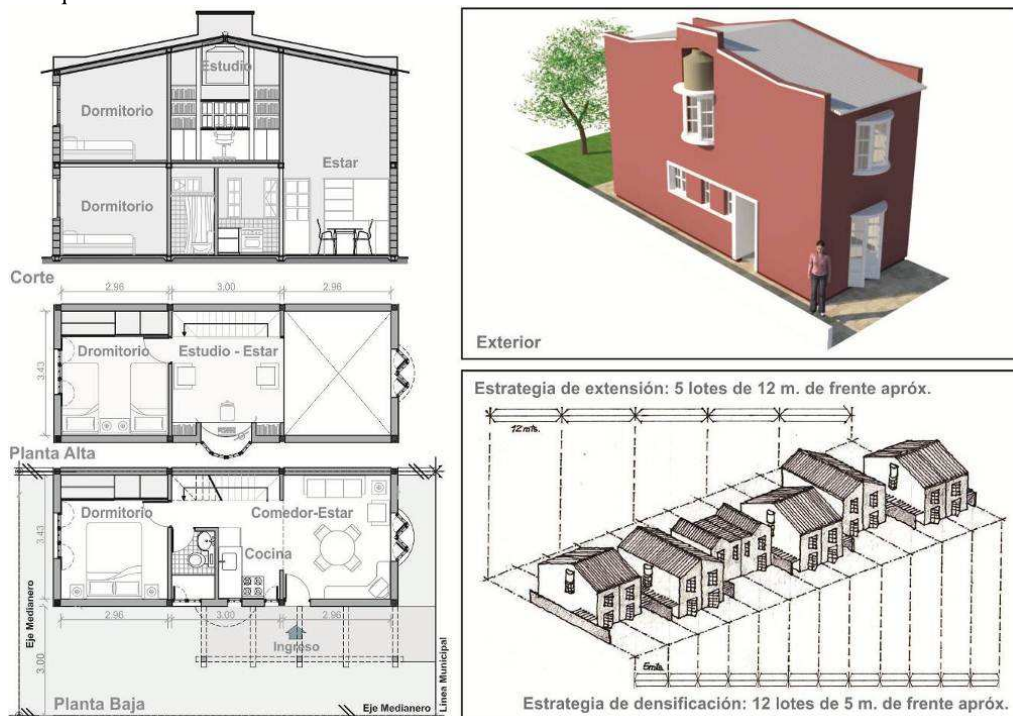 Estudio
Dormitorio
Estar
Dormitorio
Corte
2.96
3.00
2.96
3.43
Dromitorio
Estudio - Estar
Planta Alta
3.43
Dormitorio
Comedor-Estar
Cocina
2.96
3.00
2.96
Eje Medianero
3.00
Ingreso
Linea Municipal
Planta Baja
Eje Medianero
Exterior
Estrategia de extensión: 5 lotes de 12 m. de frente apróx.
12 mts.
5mts.
Estrategia de densificación: 12 lotes de 5 m. de frente apróx.